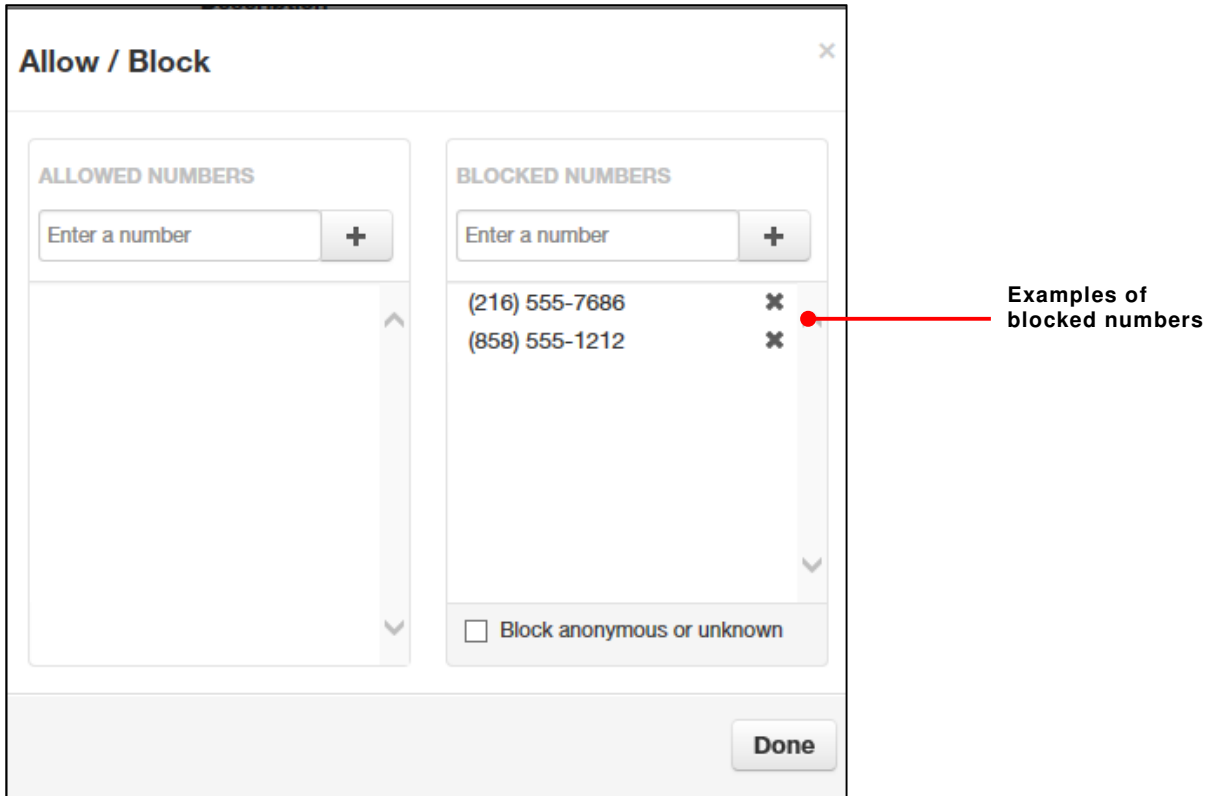 Allow / Block
ALLOWED NUMBERS
Enter a number
BLOCKED NUMBERS
Enter a number
(216) 555-7686
(858) 555-1212
Block anonymous or unknown
Done
Examples of
blocked numbers